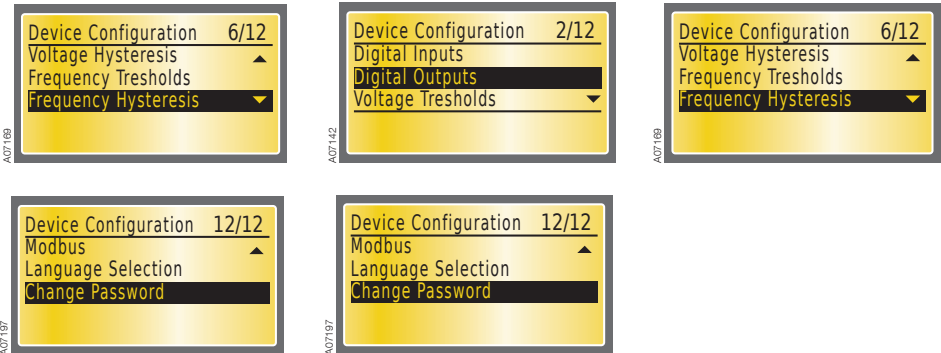 Device Configuration 6/12
Voltage Hysteresis
Frequency Tresholds
Frequency Hysteresis
A07169
Device Configuration 2/12
Digital Inputs
Digital Outputs
Voltage Tresholds
A07142
Device Configuration 6/12
Voltage Hysteresis
Frequency Tresholds
Frequency Hysteresis
A07169
Device Configuration 12/12
Modbus
Language Selection
Change Password
A07197
Device Configuration 12/12
Modbus
Language Selection
Change Password
A07197